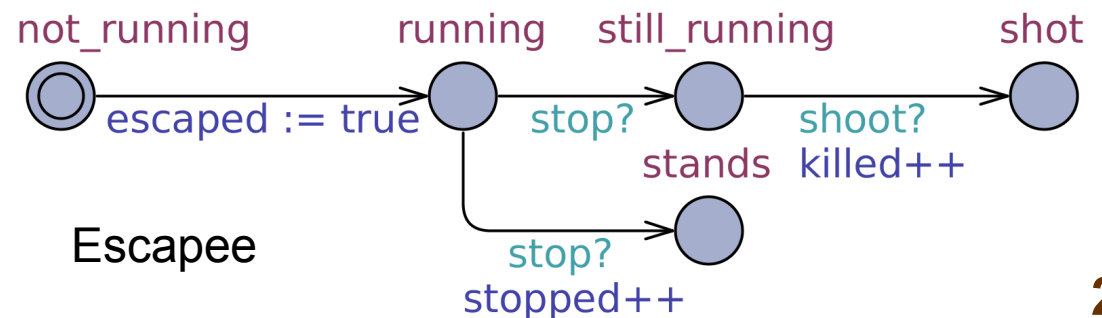 not_running running still_running shot
escaped := true stop? shoot?
stands killed++
Escapee stop?
stopped++